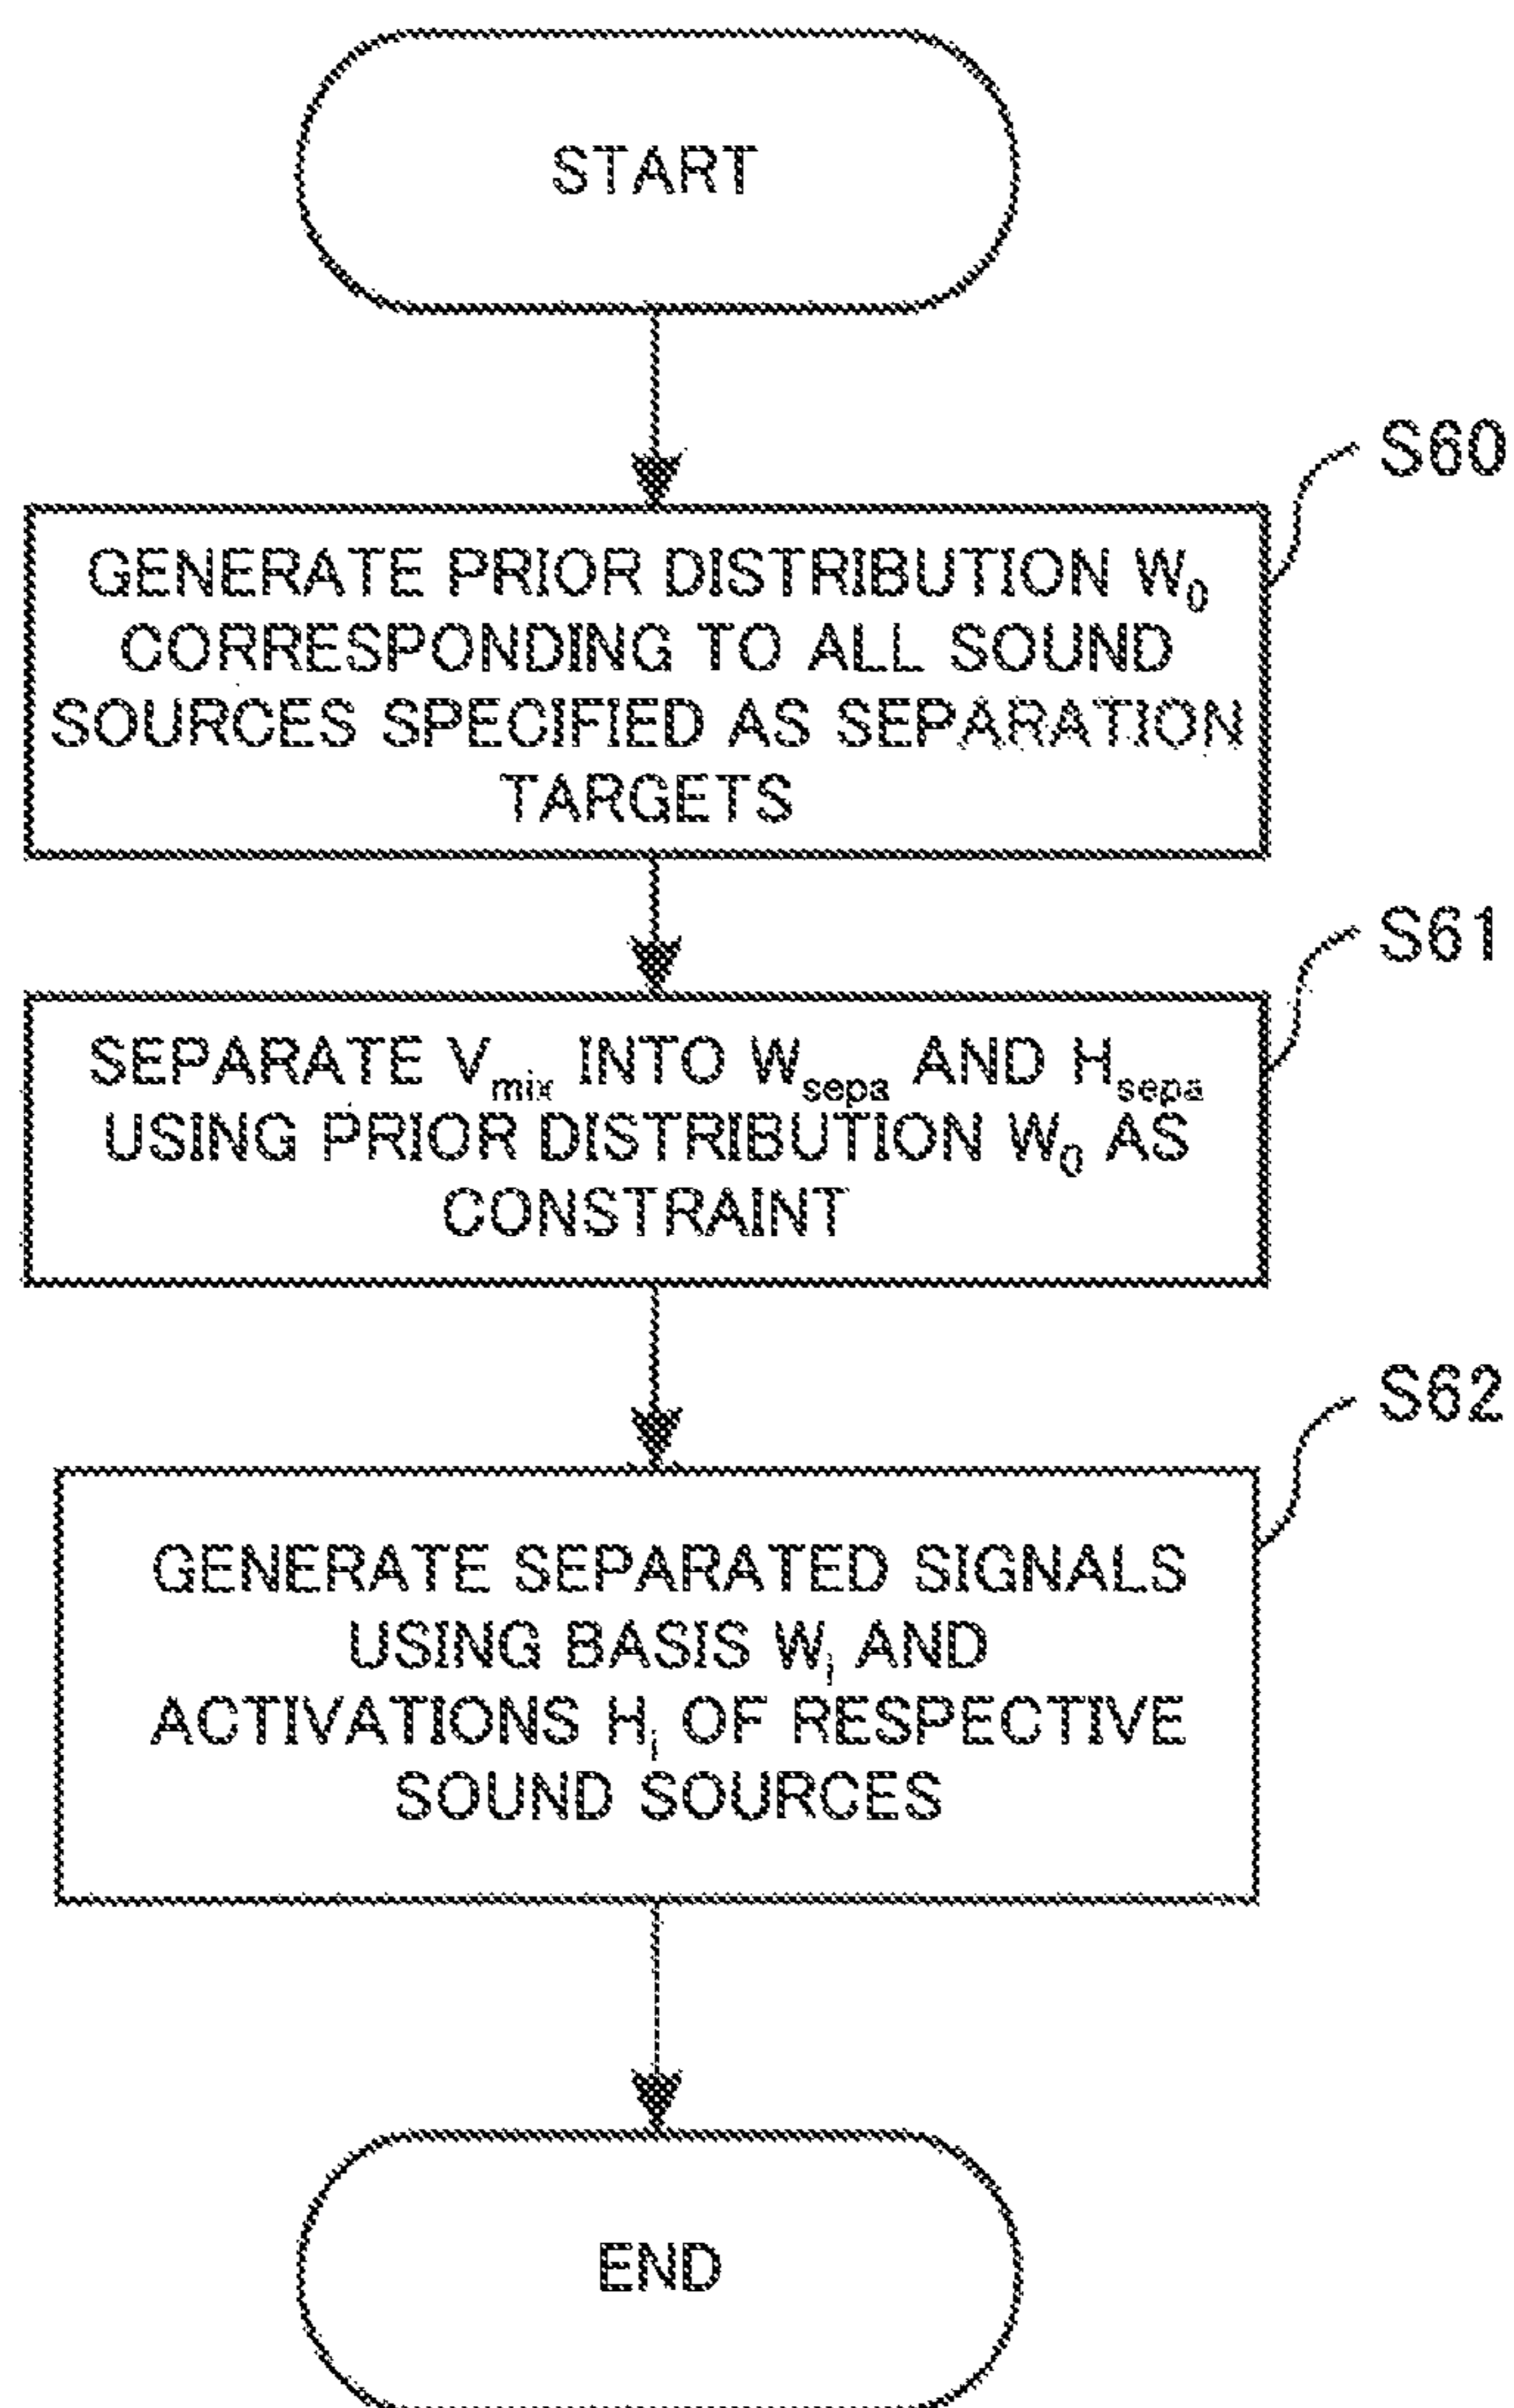 START
S60
GENERATE PRIOR DISTRIBUTION W₀
CORRESPONDING TO ALL SOUND
SOURCES SPECIFIED AS SEPARATION
TARGETS
S61
SEPARATE Vmix INTO Wsepa AND Hsepa
USING PRIOR DISTRIBUTION W₀ AS
CONSTRAINT
S62
GENERATE SEPARATED SIGNALS
USING BASIS Wj AND
ACTIVATIONS Hj OF RESPECTIVE
SOUND SOURCES
END